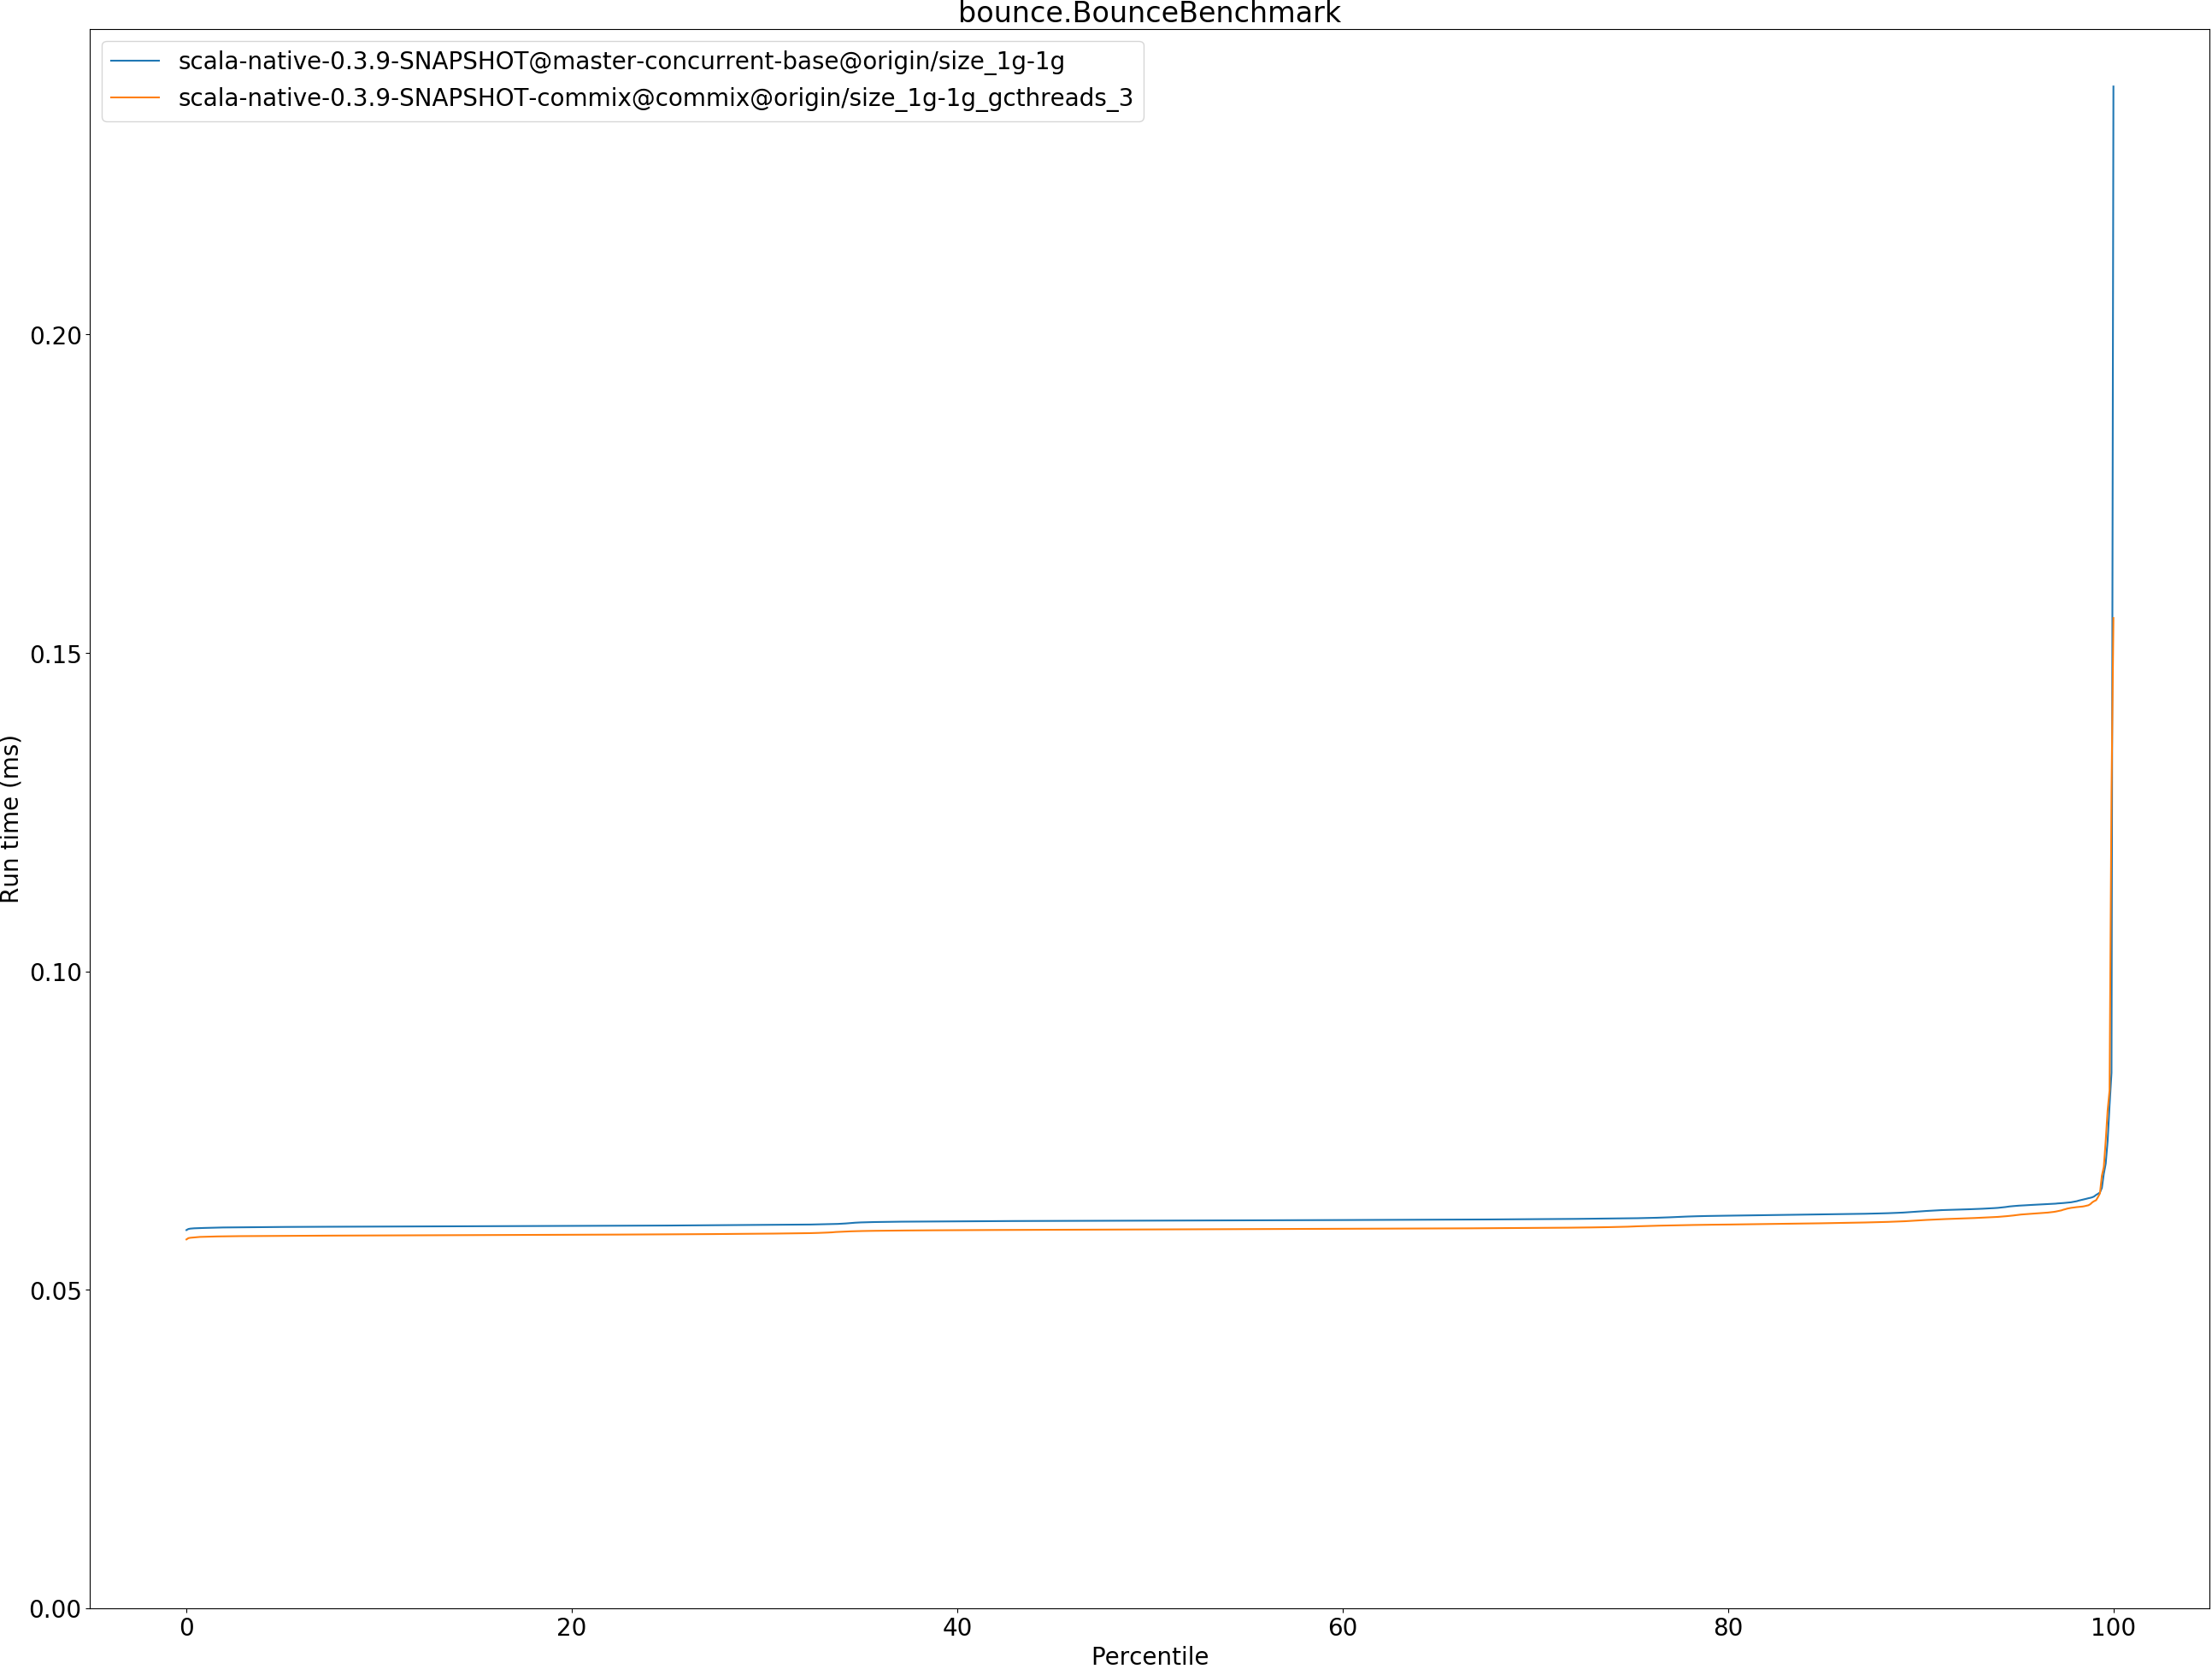 bounce.BounceBenchmark
scala-native-0.3.9-SNAPSHOT@master-concurrent-base@origin/size_1g-1g
scala-native-0.3.9-SNAPSHOT-commix@commix@origin/size_1g-1g_gcthreads_3
Run time (ms)
0.20
0.15
0.10
0.05
0.00
0 20 40 60 80 100
Percentile